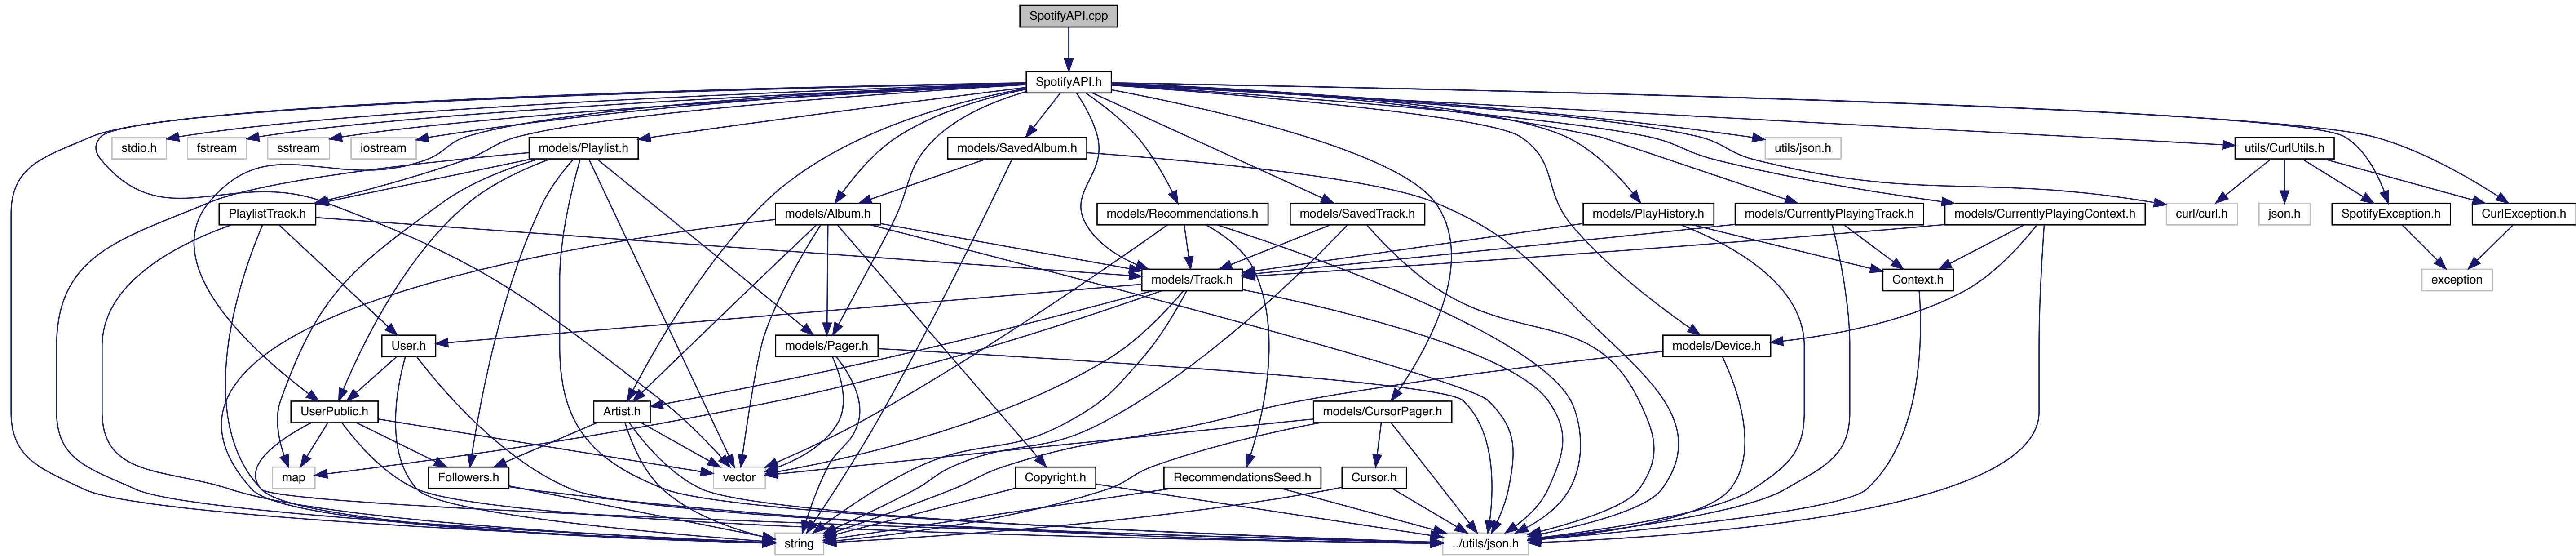 SpotifyAPI.cpp
SpotifyAPI.h
stdio.h
fstream
sstream
iostream
models/Playlist.h
models/SavedAlbum.h
utils/json.h
utils/CurlUtils.h
PlaylistTrack.h
models/Album.h
models/Recommendations.h
models/SavedTrack.h
models/PlayHistory.h
models/CurrentlyPlayingTrack.h
models/CurrentlyPlayingContext.h
curl/curl.h
json.h
SpotifyException.h
CurlException.h
models/Track.h
Context.h
exception
User.h
models/Pager.h
models/Device.h
UserPublic.h
Artist.h
models/CursorPager.h
map
Followers.h
vector
Copyright.h
RecommendationsSeed.h
Cursor.h
string
../utils/json.h